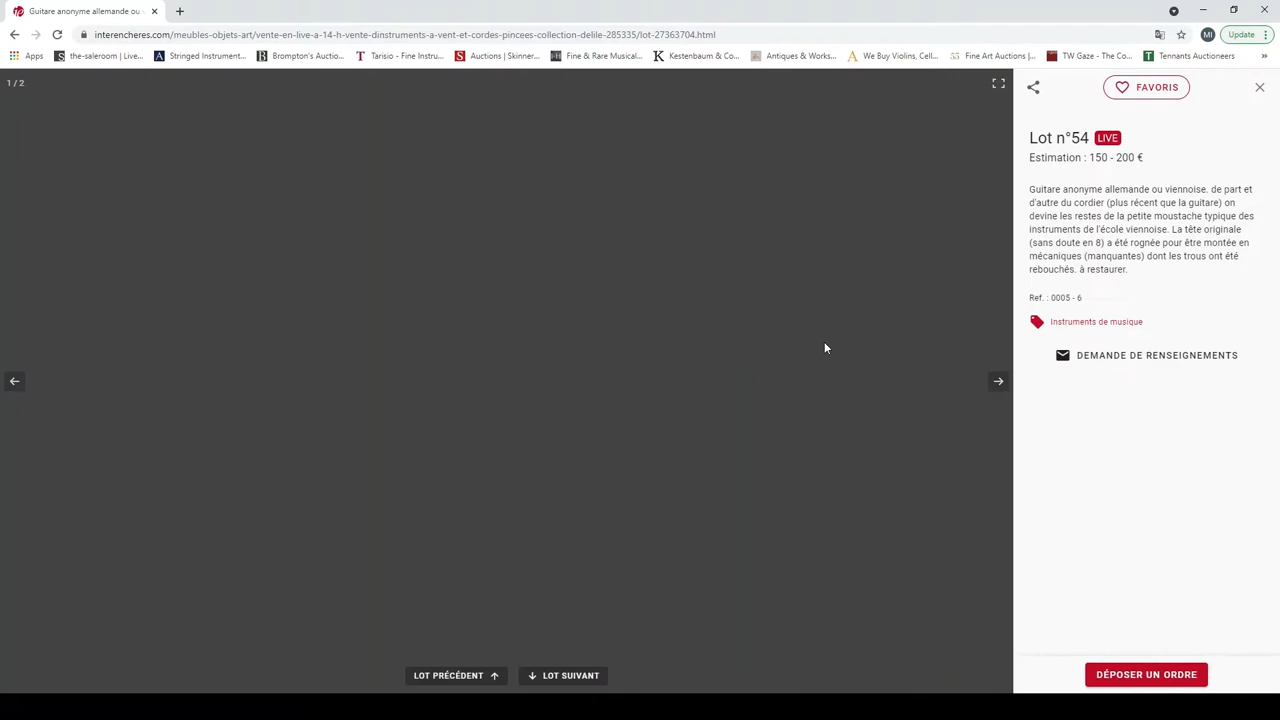 Guitare anonyme allemande ou v
interencheres.com/meubles-objets-art/vente-en-live-a-14-h-vente-dinstruments-a-vent-et-cordes-pincees-collection-delile-285335/lot-27363704.html
MI
Update
Apps
the-saleroom | Live...
Stringed Instrument...
Brompton's Auctio...
Tarisio - Fine Instru...
Auctions | Skinner...
Fine & Rare Musical...
Kestenbaum & Co...
Antiques & Works...
We Buy Violins, Cell...
Fine Art Auctions |...
TW Gaze - The Co...
Tennants Auctioneers
1 / 2
FAVORIS
Lot n°54 LIVE
Estimation : 150 - 200 €
Guitare anonyme allemande ou viennoise. de part et
d'autre du cordier (plus récent que la guitare) on
devine les restes de la petite moustache typique des
instruments de l'école viennoise. La tête originale
(sans doute en 8) a été rognée pour être montée en
mécaniques (manquantes) dont les trous ont été
rebouchés. à restaurer.
Ref. : 0005 - 6
Instruments de musique
DEMANDE DE RENSEIGNEMENTS
LOT PRÉCÉDENT
LOT SUIVANT
DÉPOSER UN ORDRE